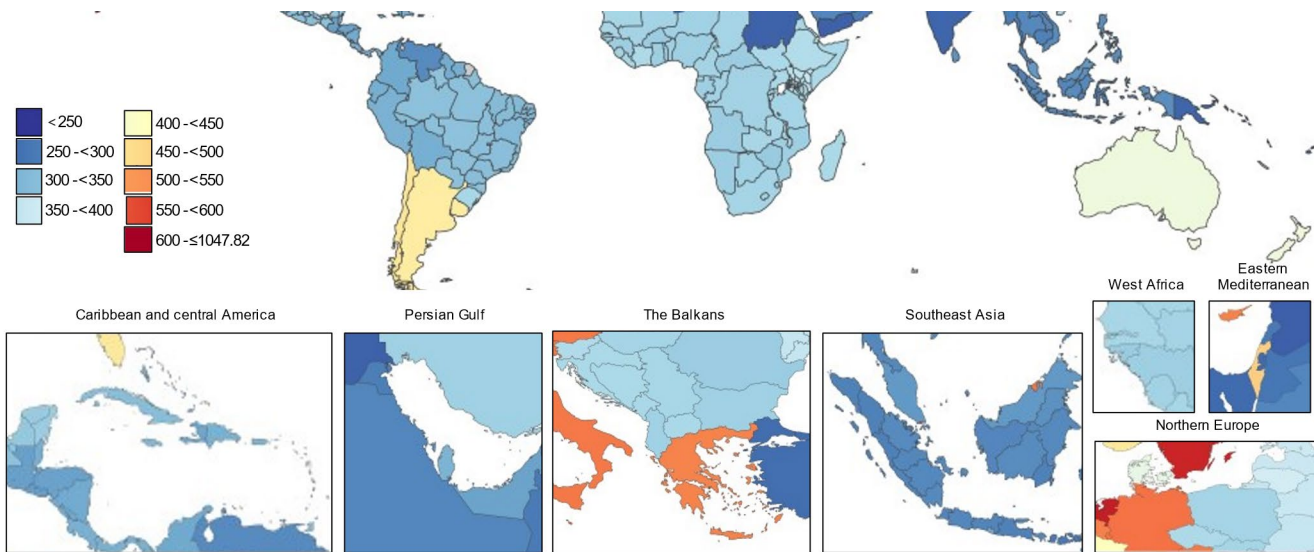 <250
250 - <300
300 - <350
350 - <400
400 - <450
450 - <500
500 - <550
550 - <600
600 - ≤1047.82
Caribbean and central America
Persian Gulf
The Balkans
Southeast Asia
West Africa
Eastern
Mediterranean
Northern Europe